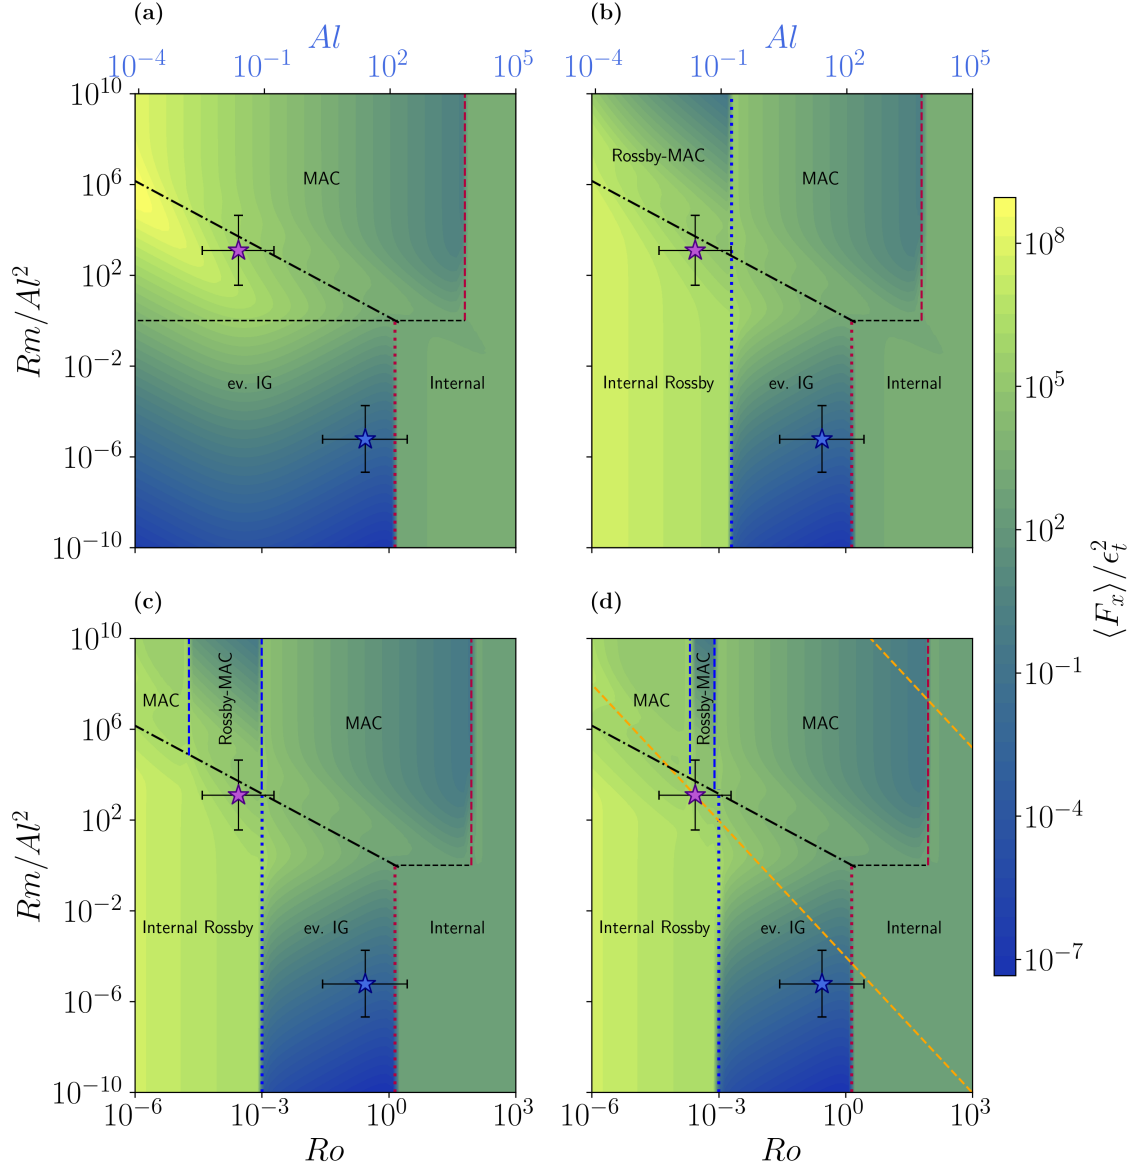 (a) (b)
Al Al
10^-4 10^-1 10^2 10^5 10^-4 10^-1 10^2 10^5
10^10
10^6
10^2
10^-2
10^-6
10^-10
Rm/Al^2
MAC
ev. IG
Internal
Rossby-MAC
MAC
Internal Rossby
ev. IG
Internal
(c) (d)
10^10
10^6
10^2
10^-2
10^-6
10^-10
Rm/Al^2
MAC
Rossby-MAC
MAC
Internal Rossby
ev. IG
Internal
MAC
Rossby-MAC
MAC
Internal Rossby
ev. IG
Internal
10^-6 10^-3 10^0 10^3 10^-6 10^-3 10^0 10^3
Ro Ro
10^8
10^5
10^2
10^-1
10^-4
10^-7
⟨F_x⟩/ϵ_t^2